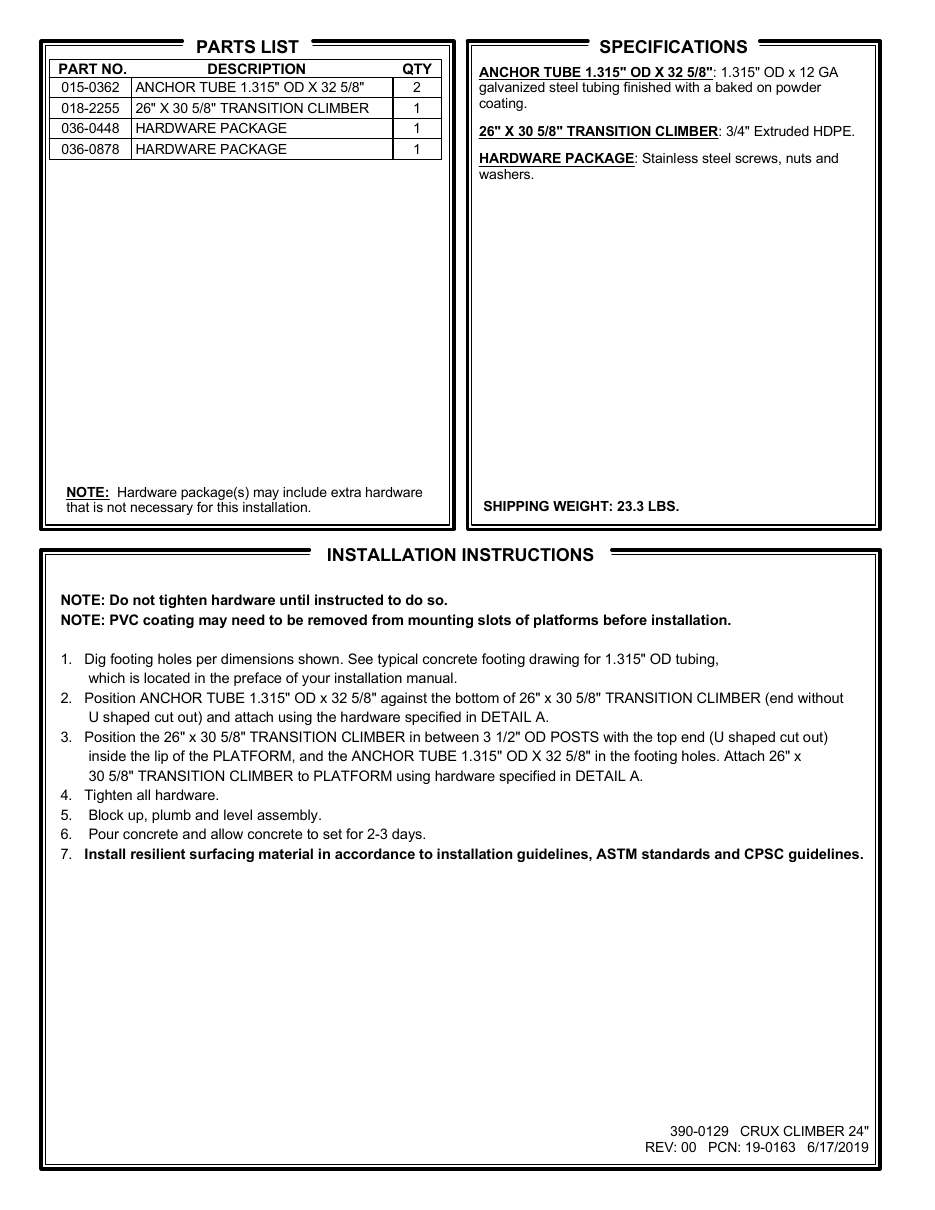 PARTS LIST
PART NO. DESCRIPTION QTY
015-0362 ANCHOR TUBE 1.315" OD X 32 5/8" 2
018-2255 26" X 30 5/8" TRANSITION CLIMBER 1
036-0448 HARDWARE PACKAGE 1
036-0878 HARDWARE PACKAGE 1
NOTE: Hardware package(s) may include extra hardware
that is not necessary for this installation.
SPECIFICATIONS
ANCHOR TUBE 1.315" OD X 32 5/8": 1.315" OD x 12 GA
galvanized steel tubing finished with a baked on powder
coating.
26" X 30 5/8" TRANSITION CLIMBER: 3/4" Extruded HDPE.
HARDWARE PACKAGE: Stainless steel screws, nuts and
washers.
SHIPPING WEIGHT: 23.3 LBS.
INSTALLATION INSTRUCTIONS
NOTE: Do not tighten hardware until instructed to do so.
NOTE: PVC coating may need to be removed from mounting slots of platforms before installation.
1. Dig footing holes per dimensions shown. See typical concrete footing drawing for 1.315" OD tubing,
which is located in the preface of your installation manual.
2. Position ANCHOR TUBE 1.315" OD x 32 5/8" against the bottom of 26" x 30 5/8" TRANSITION CLIMBER (end without
U shaped cut out) and attach using the hardware specified in DETAIL A.
3. Position the 26" x 30 5/8" TRANSITION CLIMBER in between 3 1/2" OD POSTS with the top end (U shaped cut out)
inside the lip of the PLATFORM, and the ANCHOR TUBE 1.315" OD X 32 5/8" in the footing holes. Attach 26" x
30 5/8" TRANSITION CLIMBER to PLATFORM using hardware specified in DETAIL A.
4. Tighten all hardware.
5. Block up, plumb and level assembly.
6. Pour concrete and allow concrete to set for 2-3 days.
7. Install resilient surfacing material in accordance to installation guidelines, ASTM standards and CPSC guidelines.
390-0129 CRUX CLIMBER 24"
REV: 00 PCN: 19-0163 6/17/2019